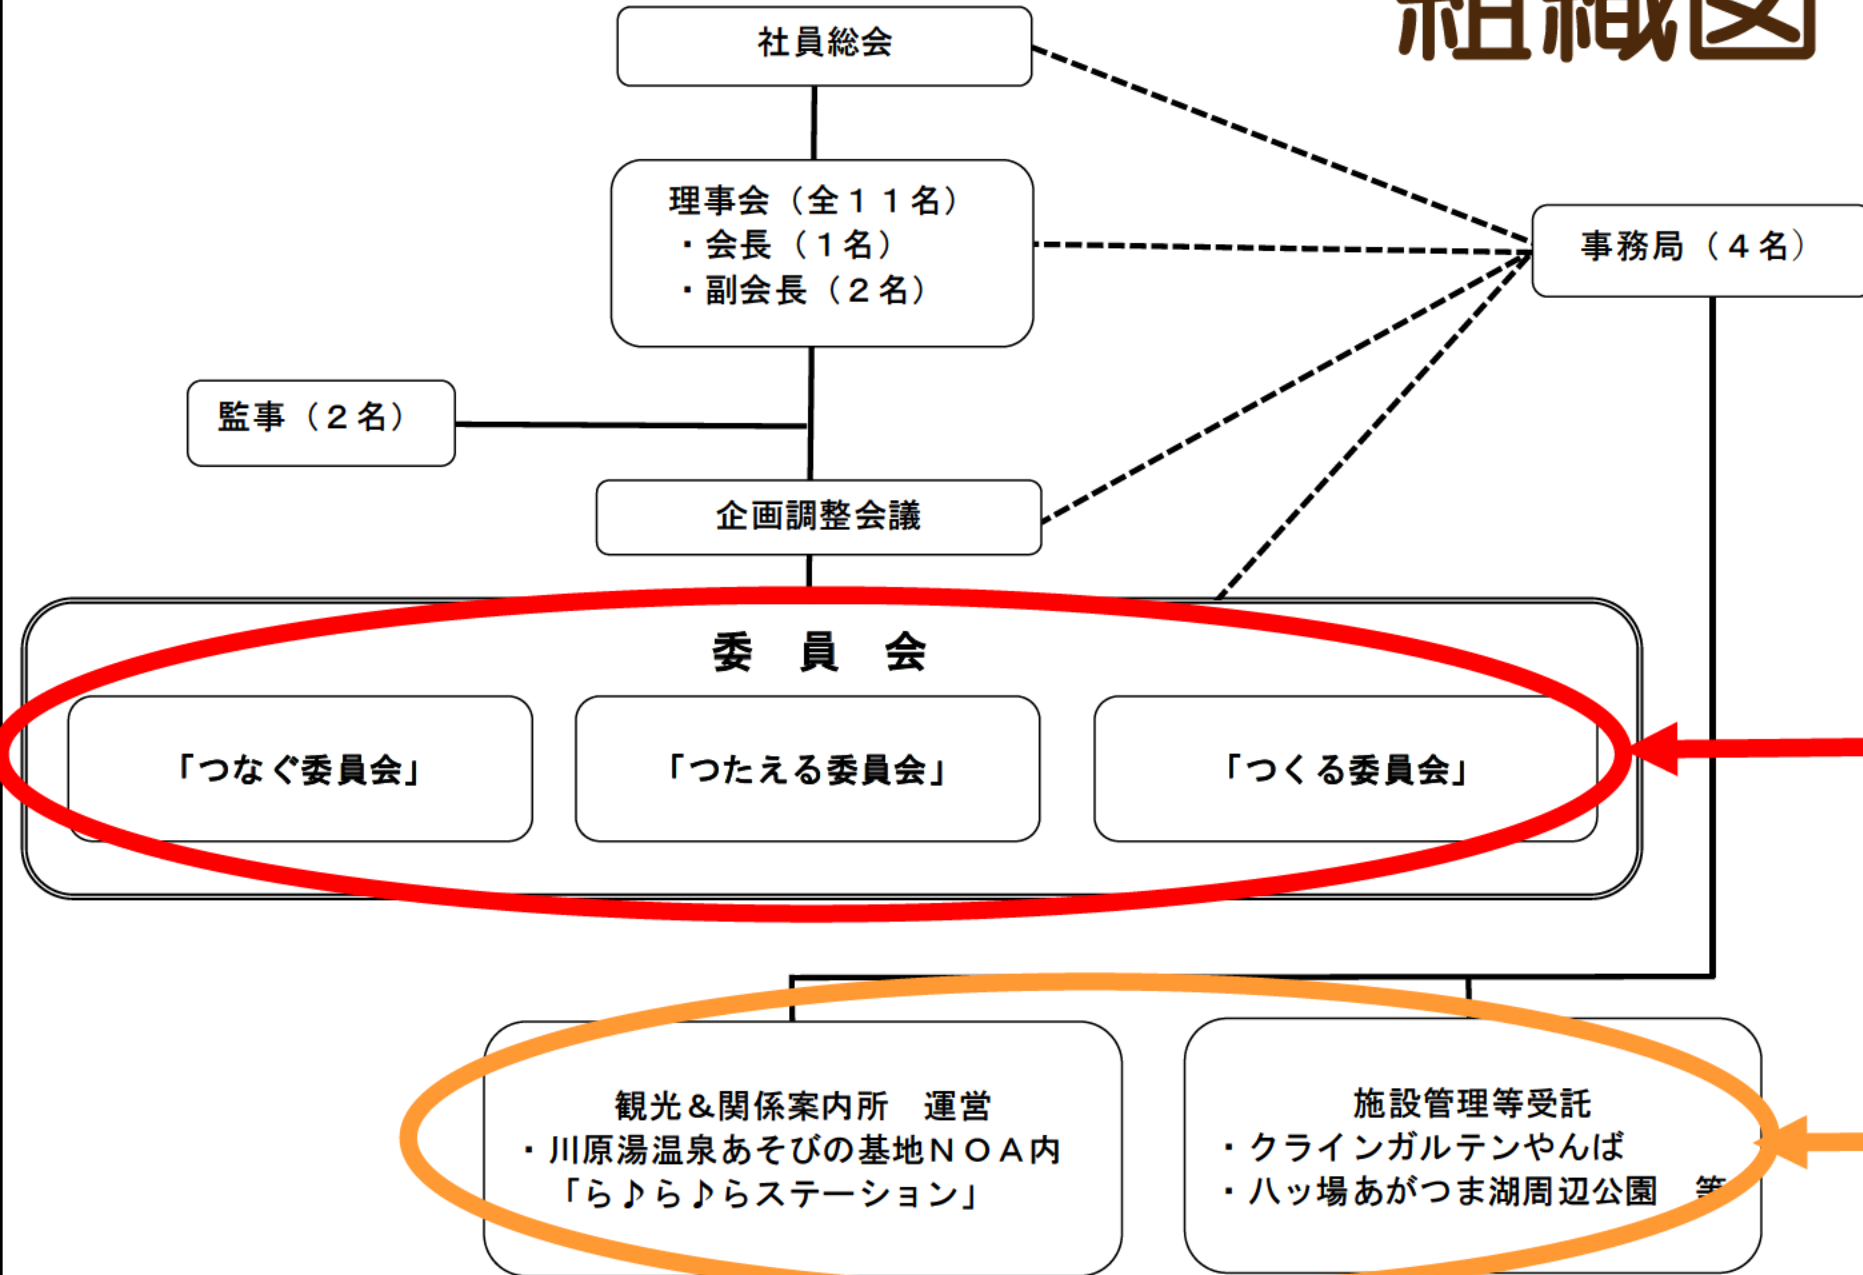 組織図
社員総会
理事会（全１１名）
・会長（１名）
・副会長（２名）
事務局（４名）
監事（２名）
企画調整会議
委　員　会
「つなぐ委員会」
「つたえる委員会」
「つくる委員会」
観光＆関係案内所　運営
・川原湯温泉あそびの基地ＮＯＡ内
「ら♪ら♪らステーション」
施設管理等受託
・クラインガルテンやんば
・八ッ場あがつま湖周辺公園　等